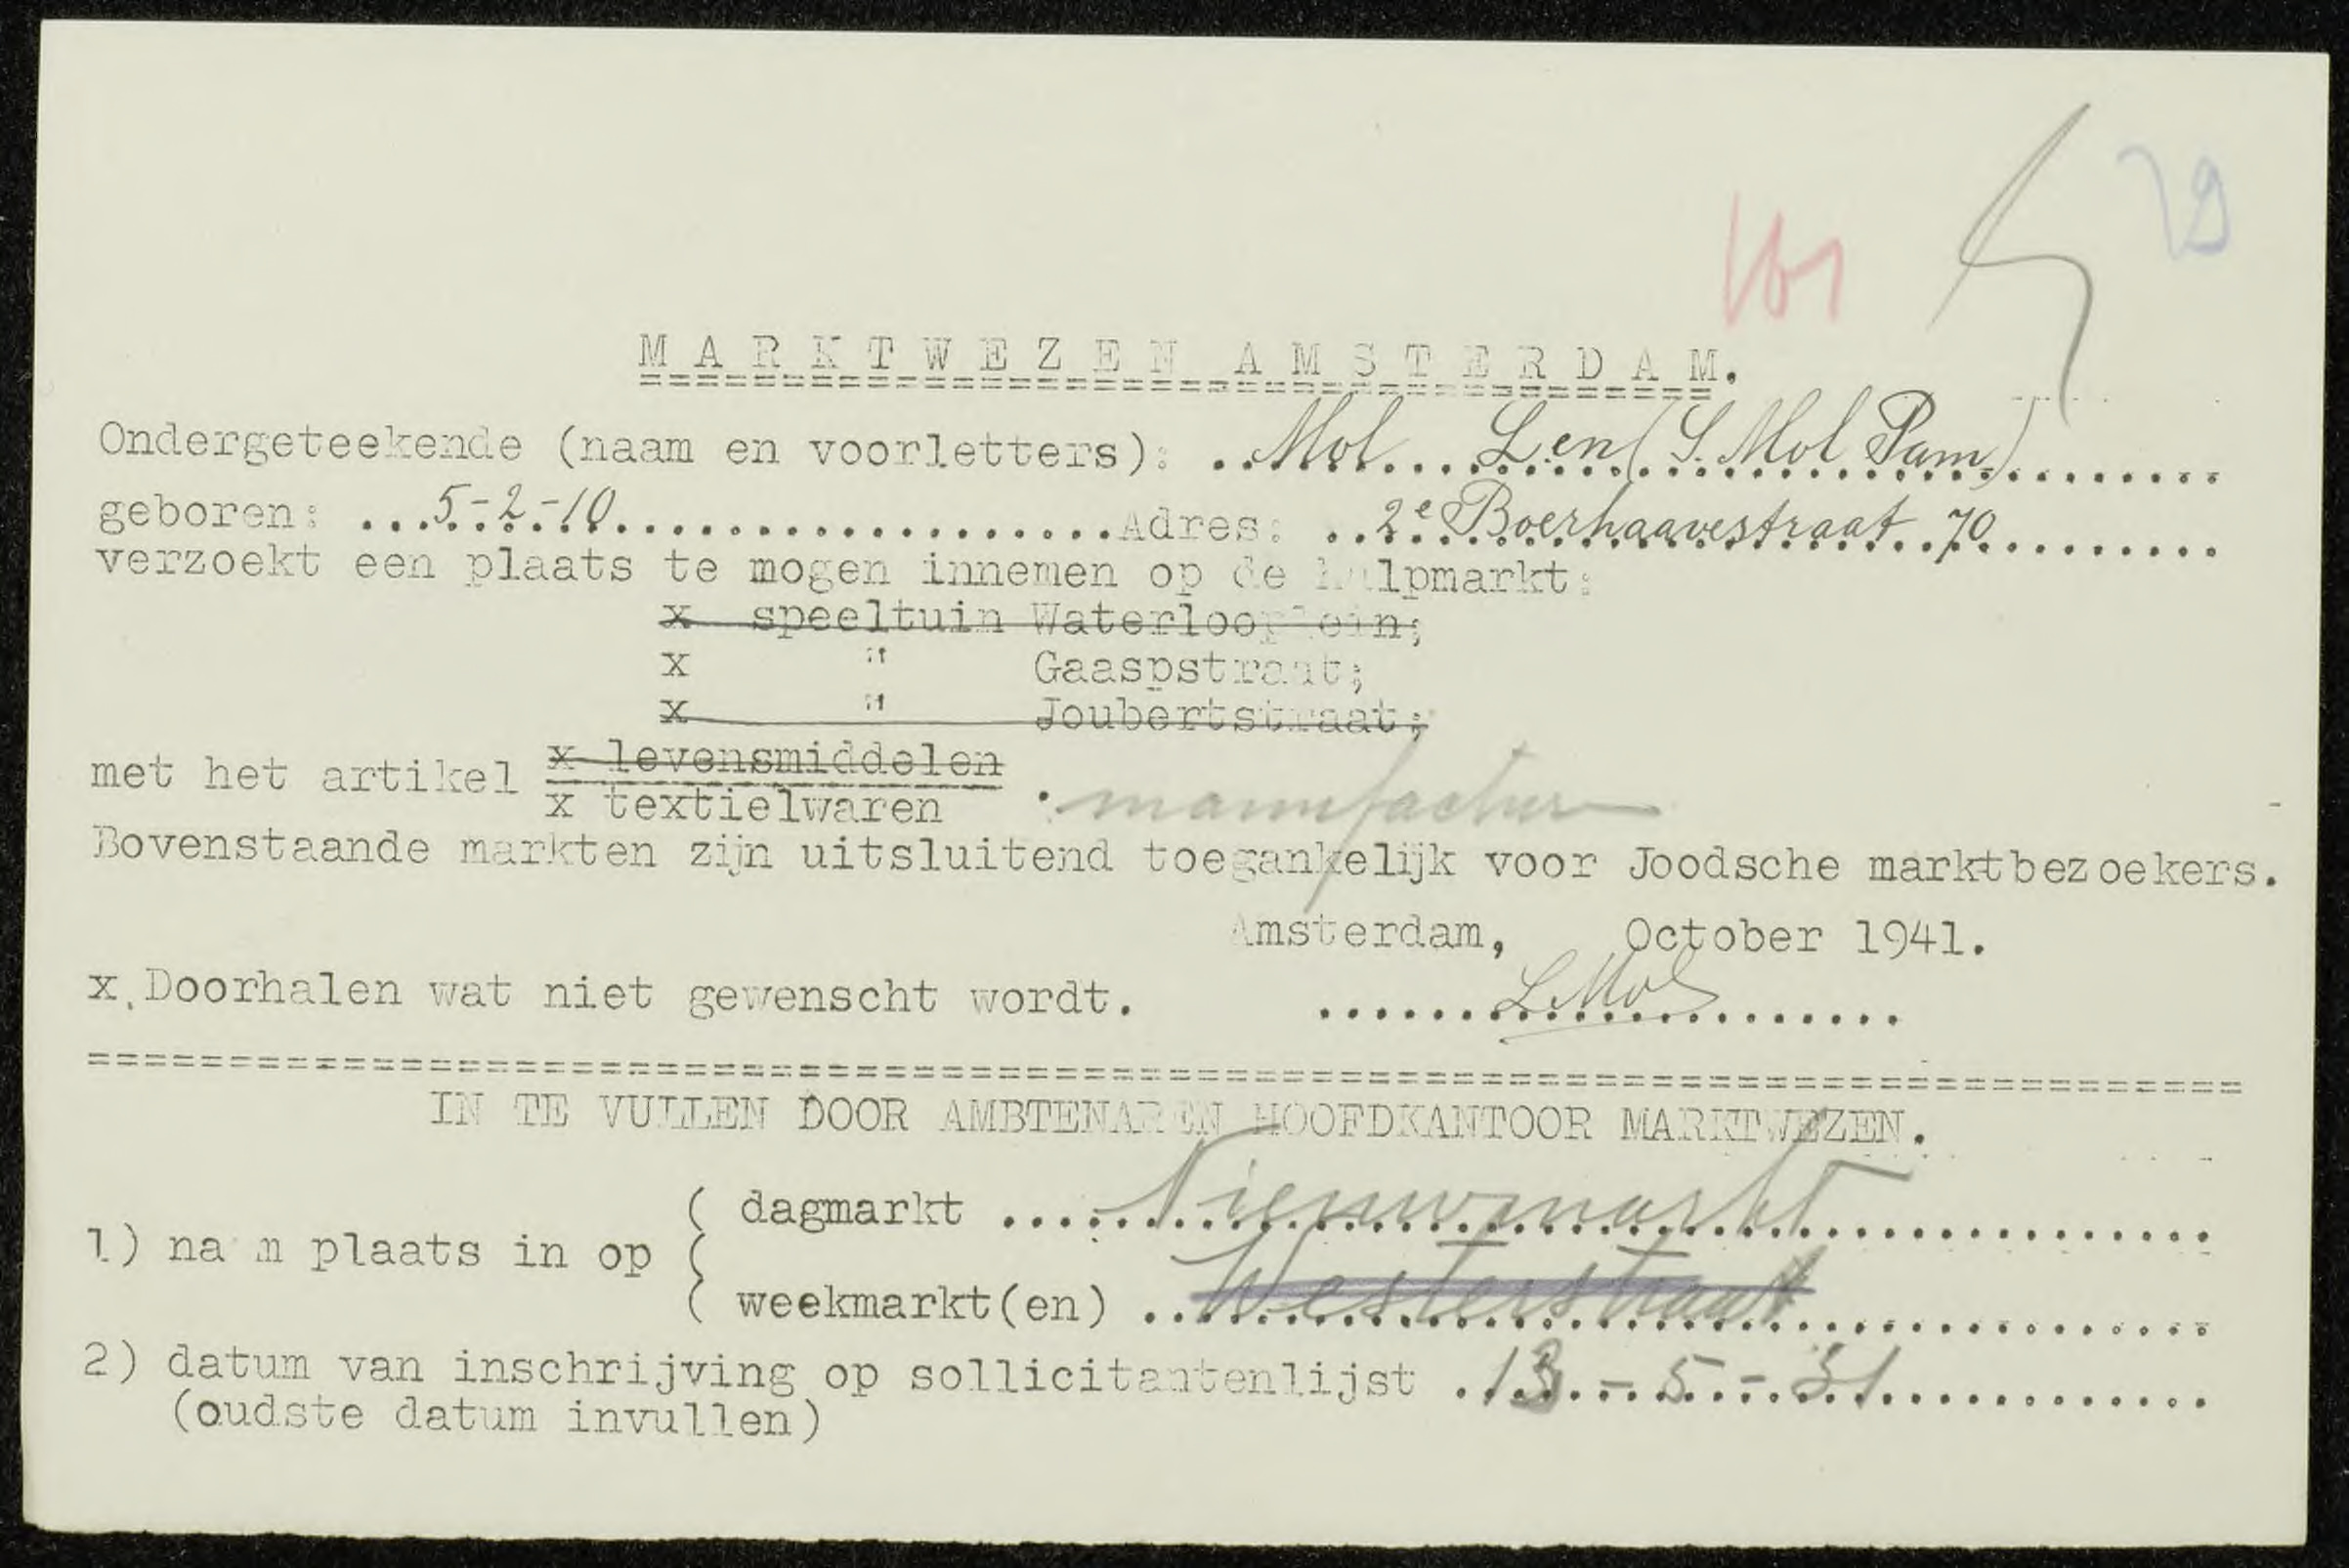 79
101
MARKTWEZEN AMSTERDAM.
Ondergeteekende (naam en voorletters): Mol Len (S. Mol Pam)
geboren: 5-2-10 Adres: 2e Boerhaavestraat 70
verzoekt een plaats te mogen innemen op de hulpmarkt:
x speeltuin Waterlooplein;
x " Gaaspstraat;
x " Joubertstraat;
met het artikel x levensmiddelen
x textielwaren . manufacturen
Bovenstaande markten zijn uitsluitend toegankelijk voor Joodsche marktbezoekers.
Amsterdam, October 1941.
x. Doorhalen wat niet gewenscht wordt. L Mol
IN TE VULLEN DOOR AMBTENAREN HOOFDKANTOOR MARKTWEZEN.
1) na m plaats in op ( dagmarkt Nieuwmarkt
( weekmarkt(en) Westerstraat
2) datum van inschrijving op sollicitantenlijst 13-5-31
(oudste datum invullen)